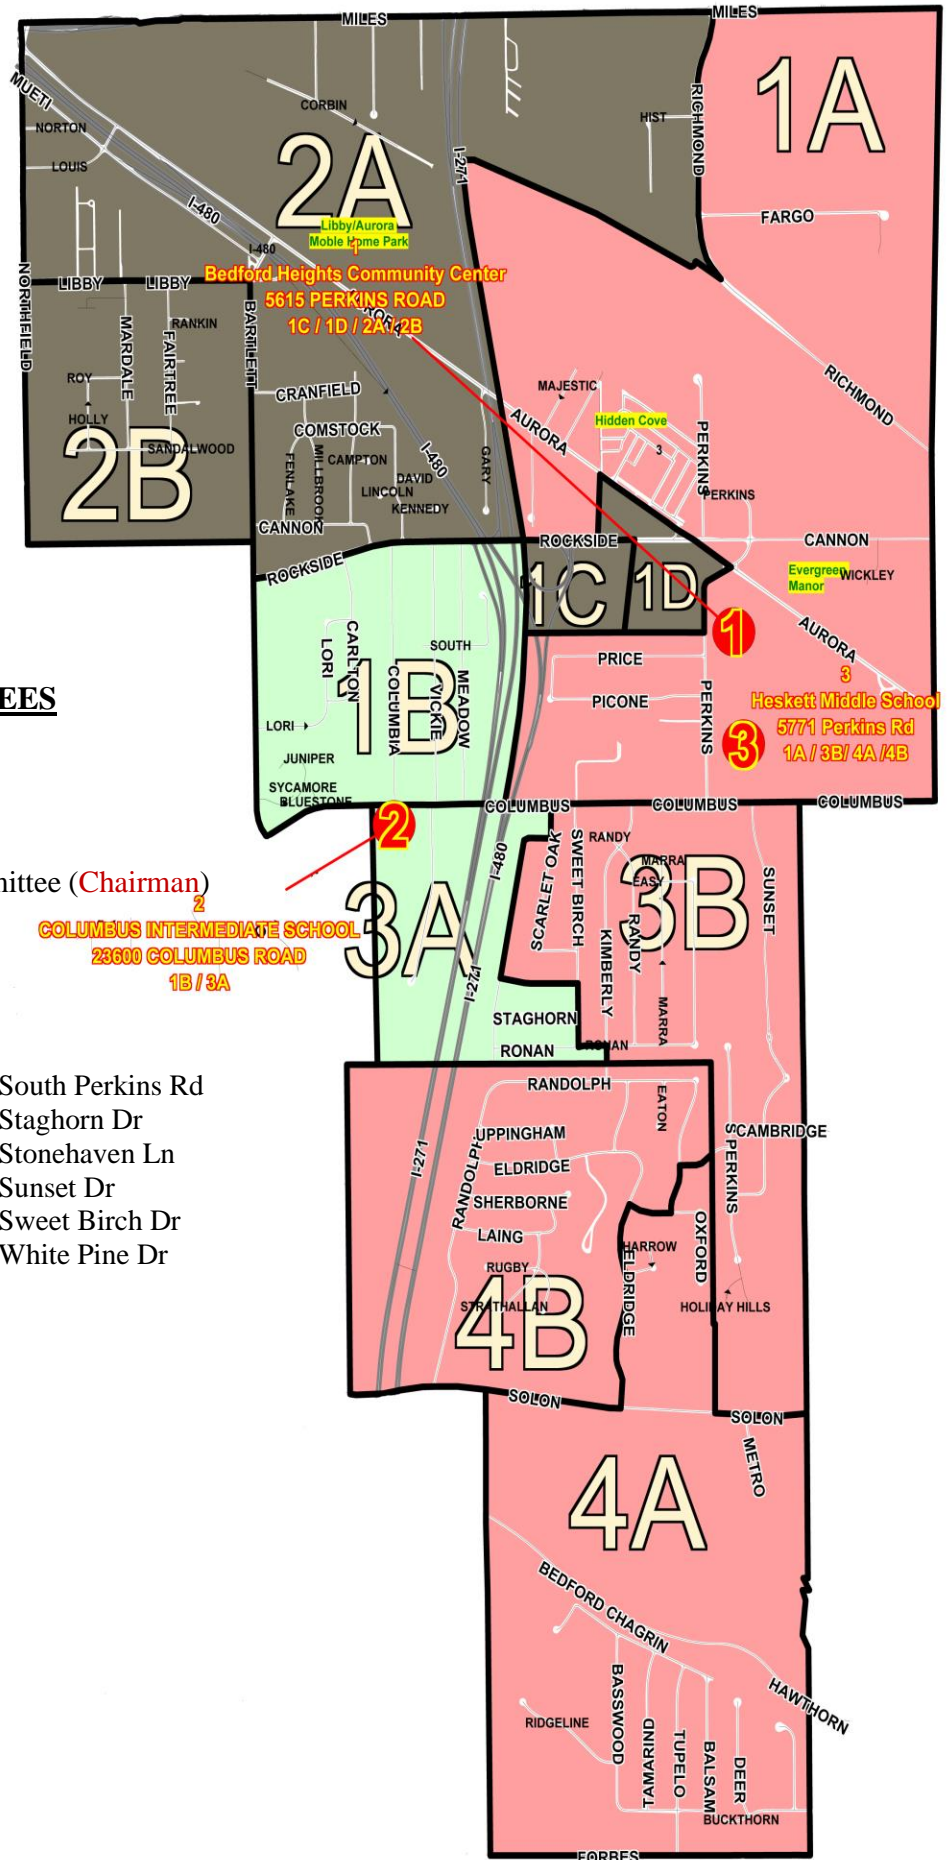 MILES
MILES
1A
MUETI
NORTON
LOUIS
CORBIN
2A
I-271
HIST
RICHMOND
FARGO
I-480
I-480
Libby/Aurora
Moble Home Park
1
Bedford Heights Community Center
5615 PERKINS ROAD
1C / 1D / 2A / 2B
NORTHFIELD
LIBBY
LIBBY
BARTLETT
MARDALE
FAIRTREE
RANKIN
ROY
HOLLY
SANDALWOOD
2B
CRANFIELD
COMSTOCK
FENLAKE
MILLBROOK
CAMPTON
DAVID
LINCOLN
KENNEDY
CANNON
I-480
GARY
MAJESTIC
AURORA
Hidden Cove
3
PERKINS
PERKINS
RICHMOND
ROCKSIDE
ROCKSIDE
CANNON
Evergreen
Manor
WICKLEY
1C
1D
1
AURORA
LORI
CARLTON
COLUMBIA
VICKIE
MEADOW
SOUTH
1B
LORI
JUNIPER
SYCAMORE
BLUESTONE
PRICE
PICONE
PERKINS
3
Heskett Middle School
5771 Perkins Rd
1A / 3B/ 4A /4B
3
EES
COLUMBUS
COLUMBUS
COLUMBUS
2
mittee (Chairman)
2
COLUMBUS INTERMEDIATE SCHOOL
23600 COLUMBUS ROAD
1B / 3A
3A
I-480
I-271
SCARLET OAK
SWEET BIRCH
RANDY
MARRA
EASY
KIMBERLY
RANDY
3B
MARRA
SUNSET
STAGHORN
RONAN
RONAN
South Perkins Rd
Staghorn Dr
Stonehaven Ln
Sunset Dr
Sweet Birch Dr
White Pine Dr
RANDOLPH
EATON
UPPINGHAM
ELDRIDGE
SHERBORNE
LAING
RUGBY
STRATHALLAN
RANDOLPH
I-271
4B
S PERKINS
CAMBRIDGE
OXFORD
HARROW
ELDRIDGE
HOLIDAY HILLS
SOLON
SOLON
METRO
4A
BEDFORD CHAGRIN
HAWTHORN
RIDGELINE
BASSWOOD
TAMARIND
TUPELO
BALSAM
DEER
BUCKTHORN
FORBES